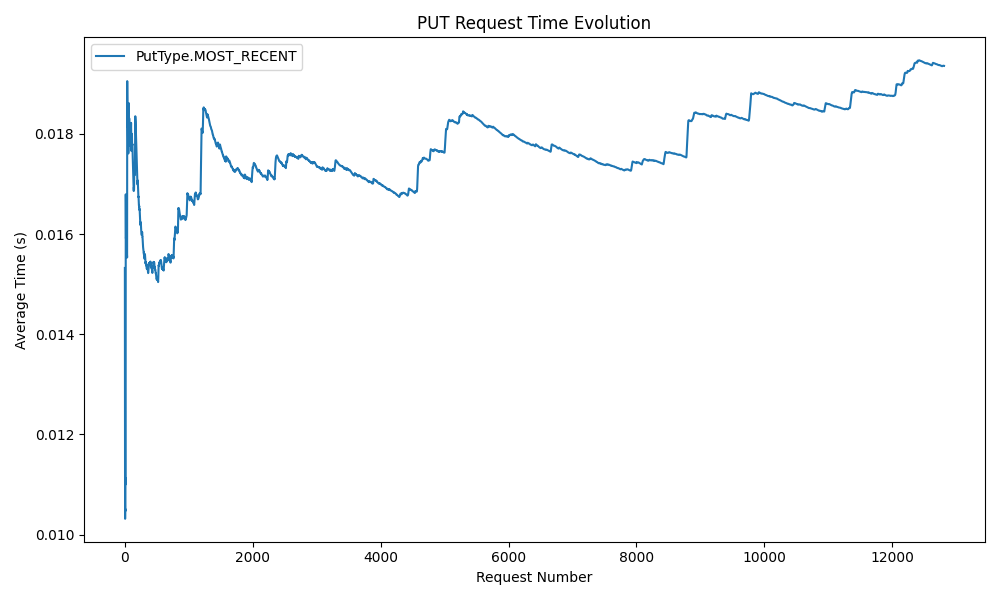 PUT Request Time Evolution
PutType.MOST_RECENT
Average Time (s)
0.018
0.016
0.014
0.012
0.010
0 2000 4000 6000 8000 10000 12000
Request Number